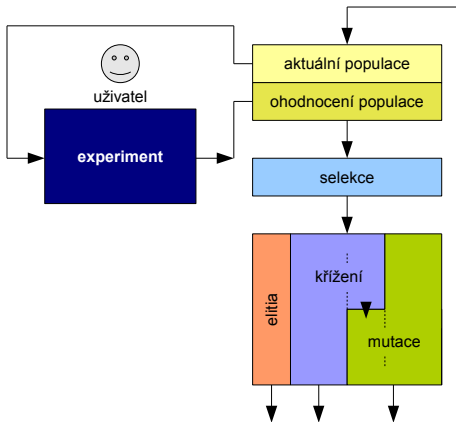 aktuální populace
uživatel
ohodnocení populace
experiment
selekce
křížení
elitia
mutace